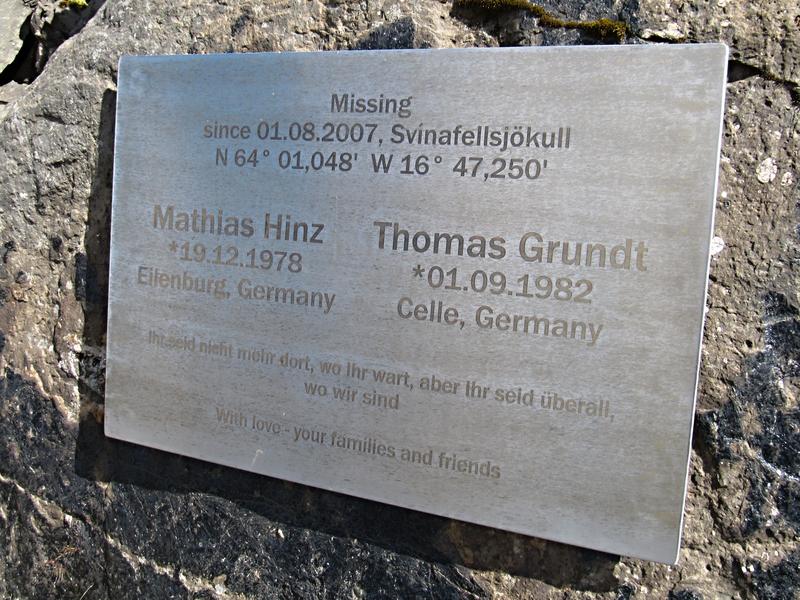 Missing
since 01.08.2007, Svínafellsjökull
N 64° 01,048' W 16° 47,250'
Mathias Hinz
*19.12.1978
Eilenburg, Germany
Thomas Grundt
*01.09.1982
Celle, Germany
Ihr seid nicht mehr dort, wo Ihr wart, aber Ihr seid überall,
wo wir sind
With love - your families and friends